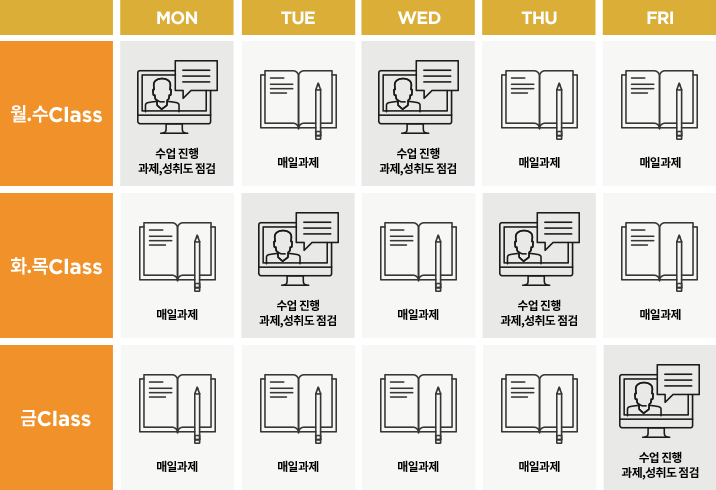 MON TUE WED THU FRI
월.수Class
수업 진행
과제,성취도 점검
매일과제
수업 진행
과제,성취도 점검
매일과제
매일과제
화.목Class
매일과제
수업 진행
과제,성취도 점검
매일과제
수업 진행
과제,성취도 점검
매일과제
금Class
매일과제
매일과제
매일과제
매일과제
수업 진행
과제,성취도 점검